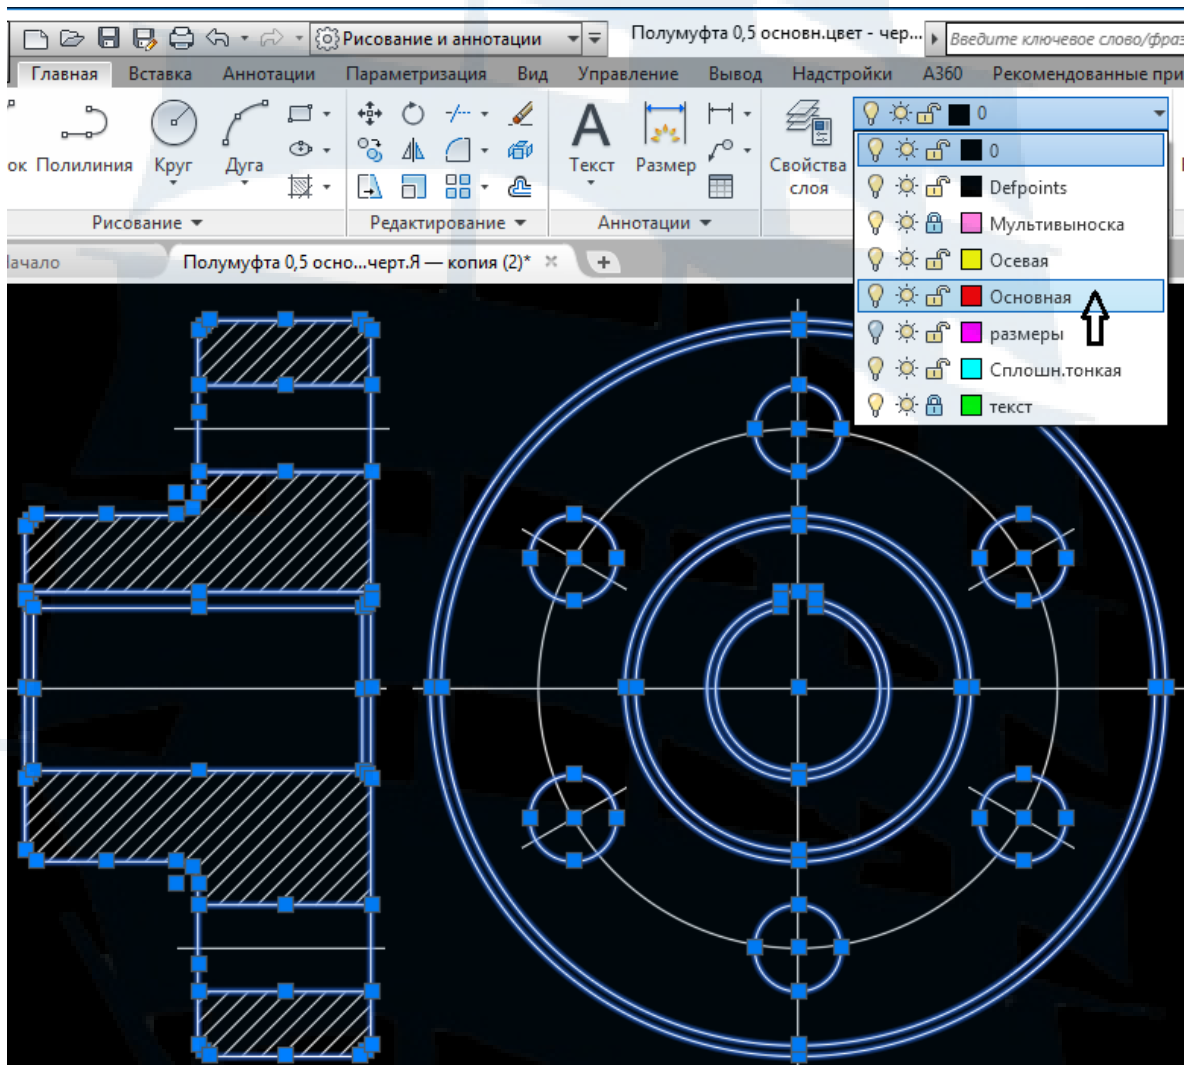 Рисование и аннотации
Полумуфта 0,5 основн.цвет - чер...
Введите ключевое слово/фраз
Главная Вставка Аннотации Параметризация Вид Управление Вывод Надстройки A360 Рекомендованные при
ок Полилиния Круг Дуга
Текст Размер
Свойства слоя
Рисование Редактирование Аннотации
0
0
Defpoints
Мультивыноска
Осевая
Основная
размеры
Сплошн.тонкая
текст
Начало Полумуфта 0,5 осно...черт.Я — копия (2)*